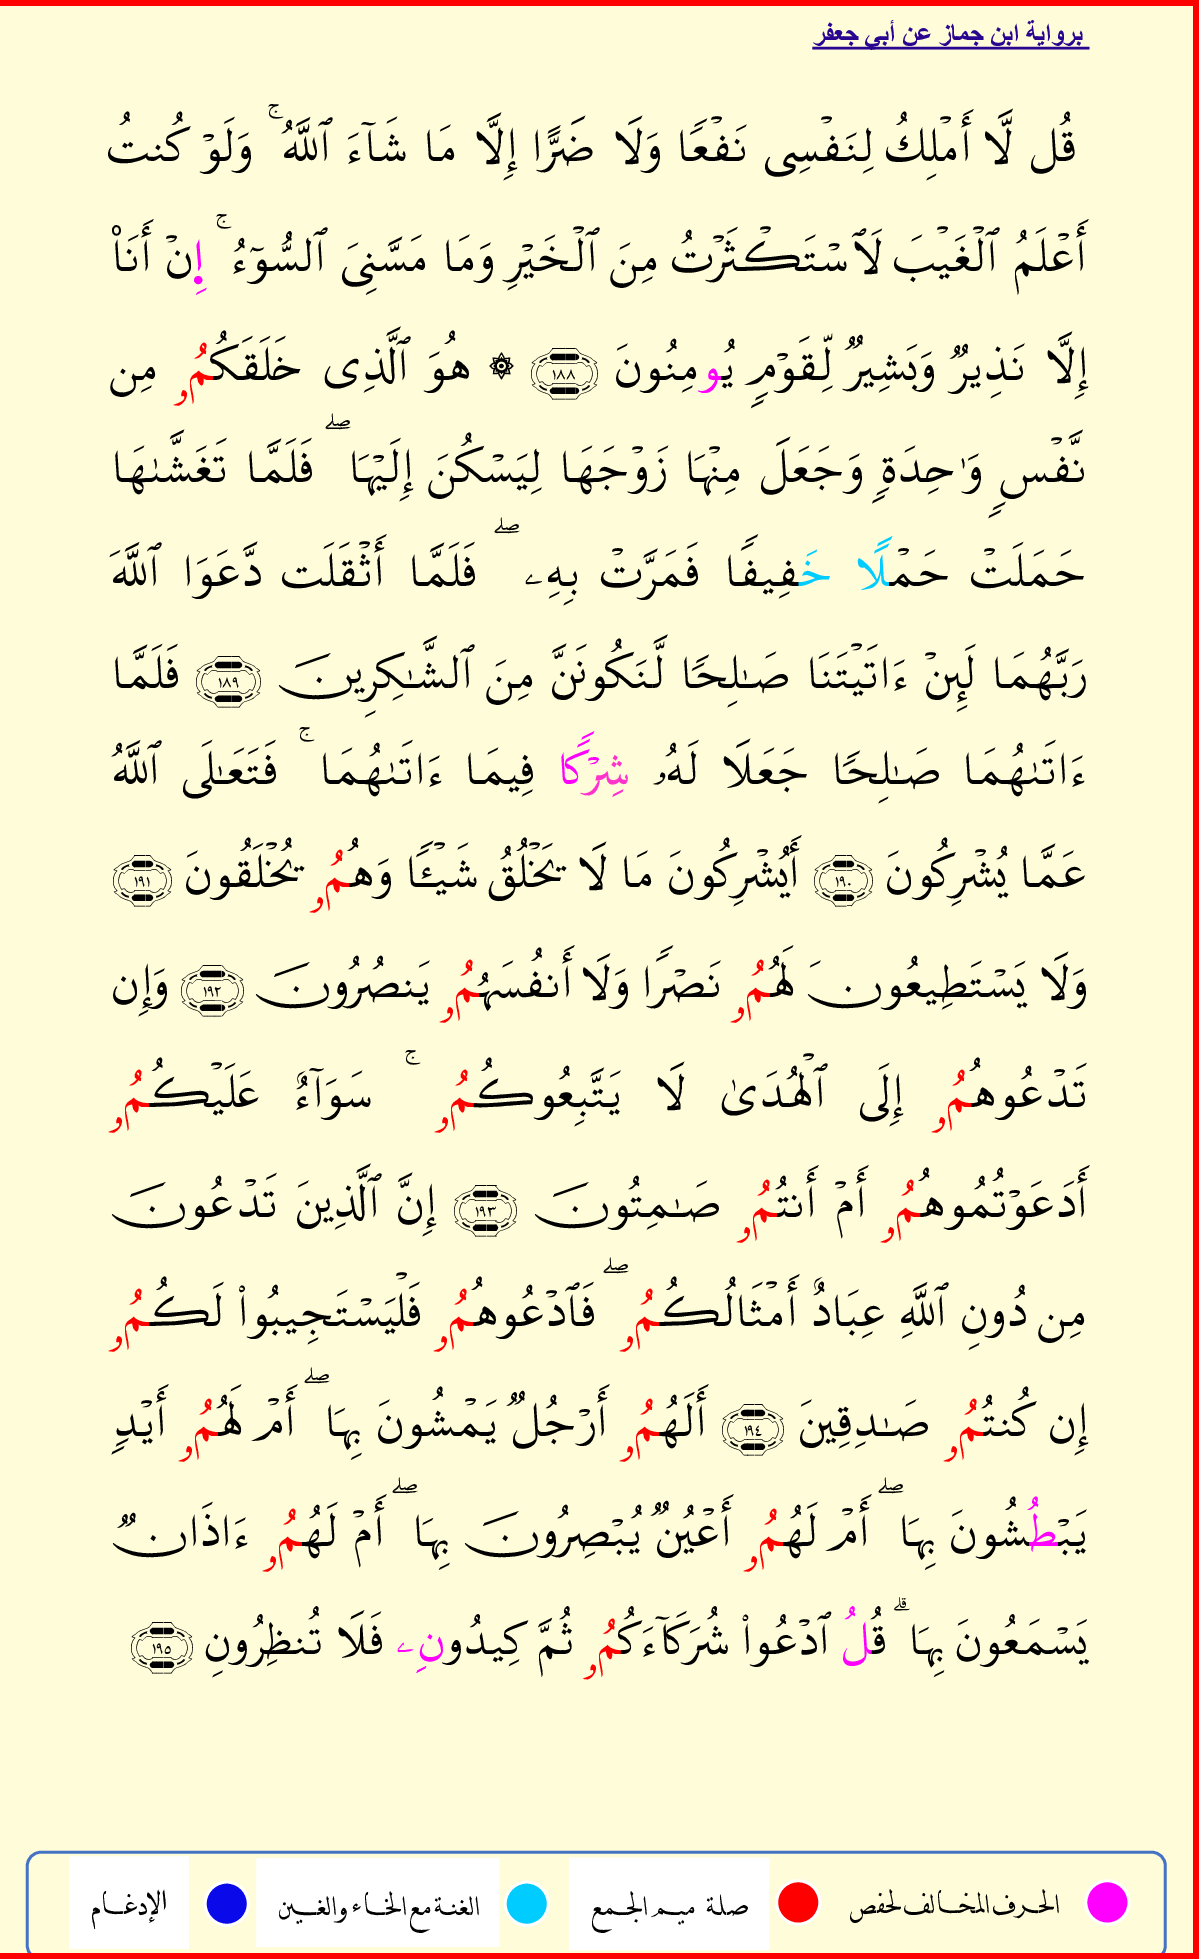 برواية ابن جماز عن أبي جعفر
قُل لَّا أَمۡلِكُ لِنَفۡسِى نَفۡعًا وَلَا ضَرًّا إِلَّا مَا شَآءَ ٱللَّهُۚ وَلَوۡ كُنتُ
أَعۡلَمُ ٱلۡغَيۡبَ لَٱسۡتَكۡثَرۡتُ مِنَ ٱلۡخَيۡرِ وَمَا مَسَّنِىَ ٱلسُّوٓءُۚ إِنۡ أَنَا۠
إِلَّا نَذِيرٌ وَبَشِيرٌ لِّقَوۡمٍ يُومِنُونَ ١٨٨ ۞ هُوَ ٱلَّذِى خَلَقَكُمُۥ مِن
نَّفۡسٍ وَٰحِدَةٍ وَجَعَلَ مِنۡهَا زَوۡجَهَا لِيَسۡكُنَ إِلَيۡهَاۖ فَلَمَّا تَغَشَّىٰهَا
حَمَلَتۡ حَمۡلًا خَفِيفًا فَمَرَّتۡ بِهِۦۖ فَلَمَّا أَثۡقَلَت دَّعَوَا ٱللَّهَ
رَبَّهُمَا لَئِنۡ ءَاتَيۡتَنَا صَـٰلِحًا لَّنَكُونَنَّ مِنَ ٱلشَّـٰكِرِينَ ١٨٩ فَلَمَّا
ءَاتَىٰهُمَا صَـٰلِحًا جَعَلَا لَهُۥ شِرۡكًا فِيمَا ءَاتَىٰهُمَاۚ فَتَعَـٰلَى ٱللَّهُ
عَمَّا يُشۡرِكُونَ ١٩٠ أَيُشۡرِكُونَ مَا لَا يَخۡلُقُ شَيۡـًٔا وَهُمُۥ يُخۡلَقُونَ ١٩١
وَلَا يَسۡتَطِيعُونَ لَهُمُۥ نَصۡرًا وَلَا أَنفُسَهُمُۥ يَنصُرُونَ ١٩٢ وَإِن
تَدۡعُوهُمُۥ إِلَى ٱلۡهُدَىٰ لَا يَتَّبِعُوكُمُۥۚ سَوَآءٌ عَلَيۡكُمُۥ
أَدَعَوۡتُمُوهُمُۥ أَمۡ أَنتُمُۥ صَـٰمِتُونَ ١٩٣ إِنَّ ٱلَّذِينَ تَدۡعُونَ
مِن دُونِ ٱللَّهِ عِبَادٌ أَمۡثَالُكُمُۥۖ فَٱدۡعُوهُمُۥ فَلۡيَسۡتَجِيبُوا۟ لَكُمُۥ
إِن كُنتُمُۥ صَـٰدِقِينَ ١٩٤ أَلَهُمُۥ أَرۡجُلٌ يَمۡشُونَ بِهَاۖ أَمۡ لَهُمُۥ أَيۡدٍ
يَبۡطُشُونَ بِهَاۖ أَمۡ لَهُمُۥ أَعۡيُنٌ يُبۡصِرُونَ بِهَاۖ أَمۡ لَهُمُۥ ءَاذَانٌ
يَسۡمَعُونَ بِهَاۗ قُلُ ٱدۡعُوا۟ شُرَكَآءَكُمُۥ ثُمَّ كِيدُونِۦ فَلَا تُنظِرُونِ ١٩٥
الحرف المخالف لحفص صلة ميم الجمع الغنة مع الخاء والغين الإدغام